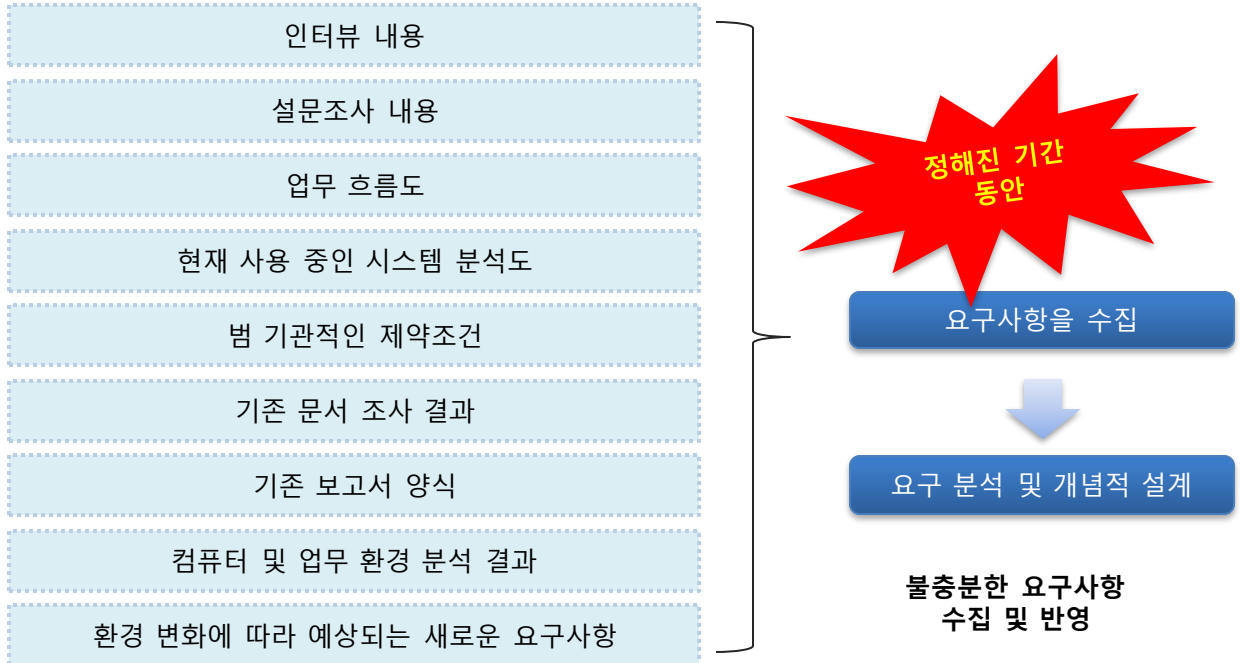 인터뷰 내용
설문조사 내용
업무 흐름도
현재 사용 중인 시스템 분석도
범 기관적인 제약조건
기존 문서 조사 결과
기존 보고서 양식
컴퓨터 및 업무 환경 분석 결과
환경 변화에 따라 예상되는 새로운 요구사항
정해진 기간
동안
요구사항을 수집
요구 분석 및 개념적 설계
불충분한 요구사항
수집 및 반영